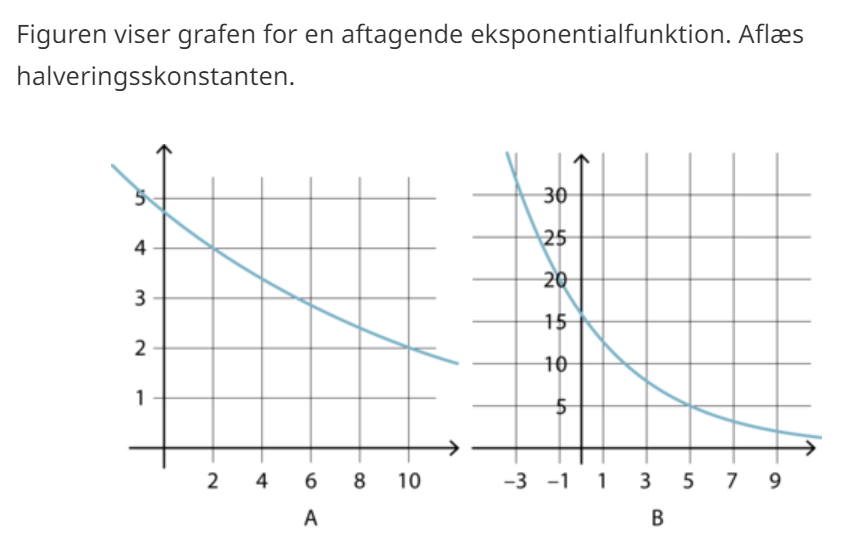 Figuren viser grafen for en aftagende eksponentialfunktion. Aflæs
halveringsskonstanten.
5
4
3
2
1
2 4 6 8 10
A
30
25
20
15
10
5
-3 -1 1 3 5 7 9
B